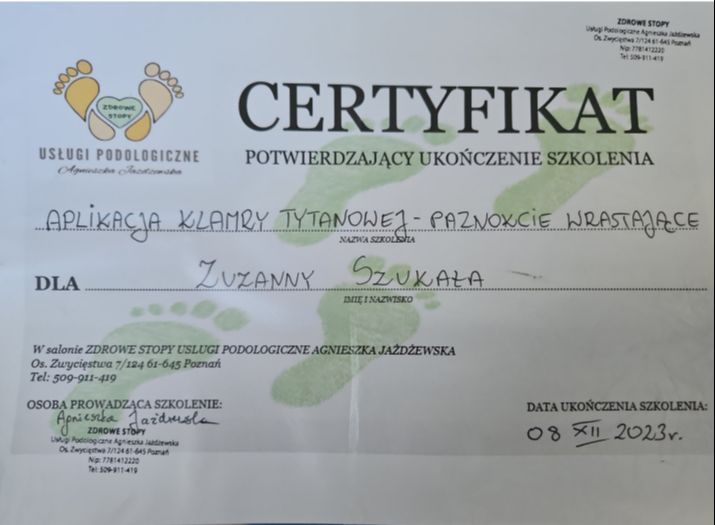 ZDROWE STOPY
Usługi Podologiczne Agnieszka Jażdżewska
Os. Zwycięstwa 7/124 61-645 Poznań
Nip: 7781412220
Tel: 509-911-419
ZDROWE
STOPY
USŁUGI PODOLOGICZNE
Agnieszka Jażdżewska
CERTYFIKAT
POTWIERDZAJĄCY UKOŃCZENIE SZKOLENIA
APLIKACJA KLAMRY TYTANOWEJ - PAZNOKCIE WRASTAJĄCE
NAZWA SZKOLENIA
DLA ZUZANNY SZUKAŁA
IMIĘ I NAZWISKO
W salonie ZDROWE STOPY USŁUGI PODOLOGICZNE AGNIESZKA JAŻDŻEWSKA
Os. Zwycięstwa 7/124 61-645 Poznań
Tel: 509-911-419
OSOBA PROWADZĄCA SZKOLENIE:
Agnieszka Jażdżewska
ZDROWE STOPY
Usługi Podologiczne Agnieszka Jażdżewska
Os. Zwycięstwa 7/124 61-645 Poznań
Nip: 7781412220
Tel: 509-911-419
DATA UKOŃCZENIA SZKOLENIA:
08 XII 2023r.